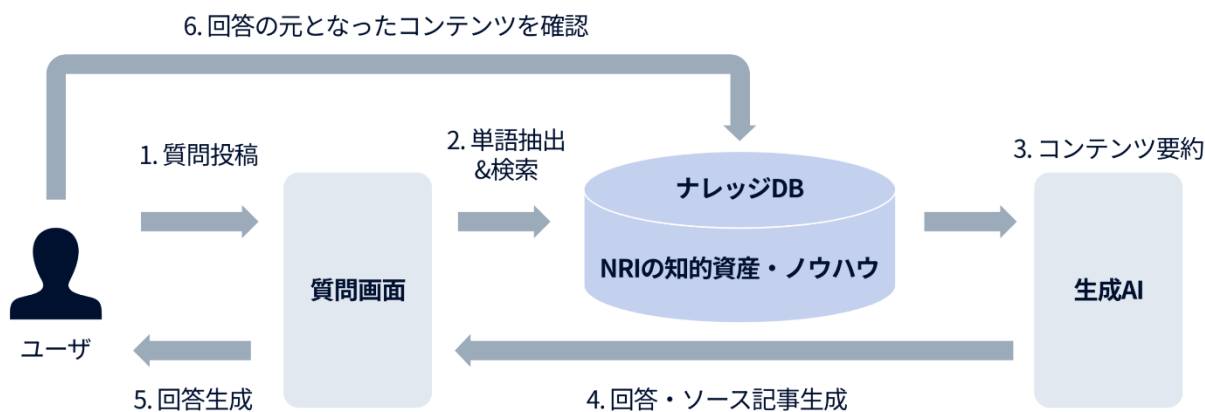 6. 回答の元となったコンテンツを確認
1. 質問投稿
2. 単語抽出
&検索
3. コンテンツ要約
ナレッジDB
NRIの知的資産・ノウハウ
質問画面
生成AI
ユーザ
5. 回答生成
4. 回答・ソース記事生成